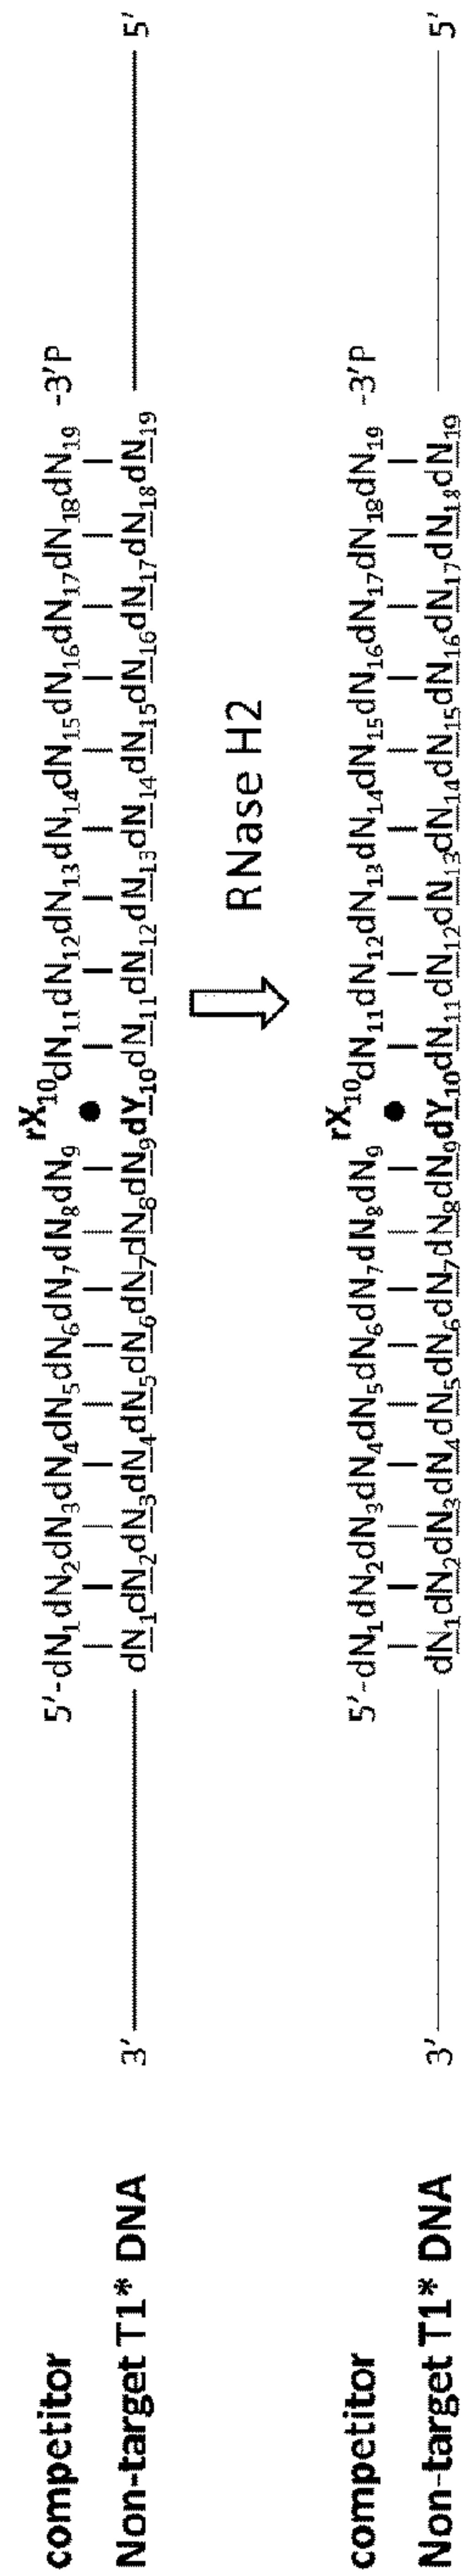 rX10
competitor 5'-dN1dN2dN3dN4dN5dN6dN7dN8dN9 dN11dN12dN13dN14dN15dN16dN17dN18dN19 -3'P
Non-target T1* DNA 3' dN1dN2dN3dN4dN5dN6dN7dN8dN9dY10dN11dN12dN13dN14dN15dN16dN17dN18dN19 5'
RNase H2
rX10
competitor 5'-dN1dN2dN3dN4dN5dN6dN7dN8dN9 dN11dN12dN13dN14dN15dN16dN17dN18dN19 -3'P
Non-target T1* DNA 3' dN1dN2dN3dN4dN5dN6dN7dN8dN9dY10dN11dN12dN13dN14dN15dN16dN17dN18dN19 5'